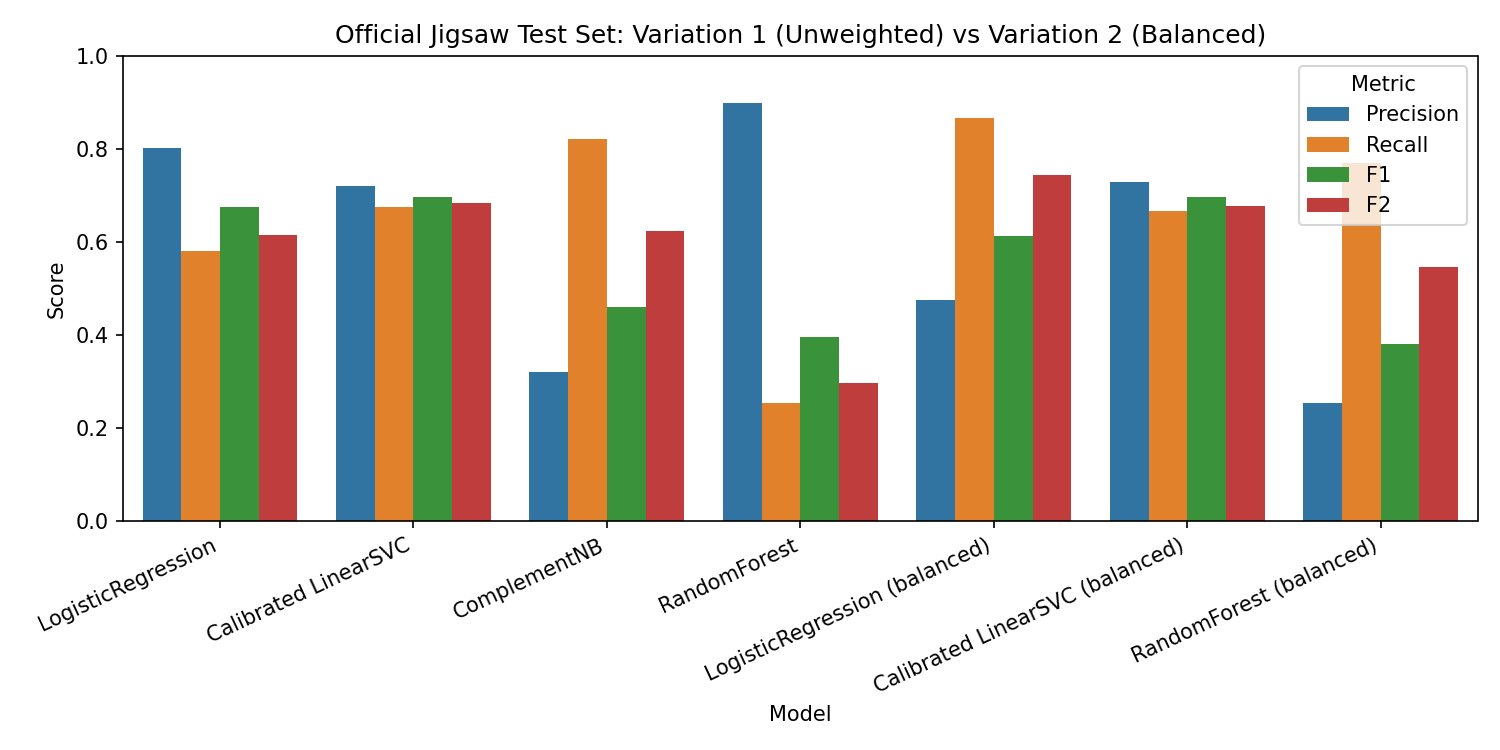 Official Jigsaw Test Set: Variation 1 (Unweighted) vs Variation 2 (Balanced)
Metric
Precision
Recall
F1
F2
Score
1.0
0.8
0.6
0.4
0.2
0.0
LogisticRegression
Calibrated LinearSVC
ComplementNB
RandomForest
LogisticRegression (balanced)
Calibrated LinearSVC (balanced)
RandomForest (balanced)
Model